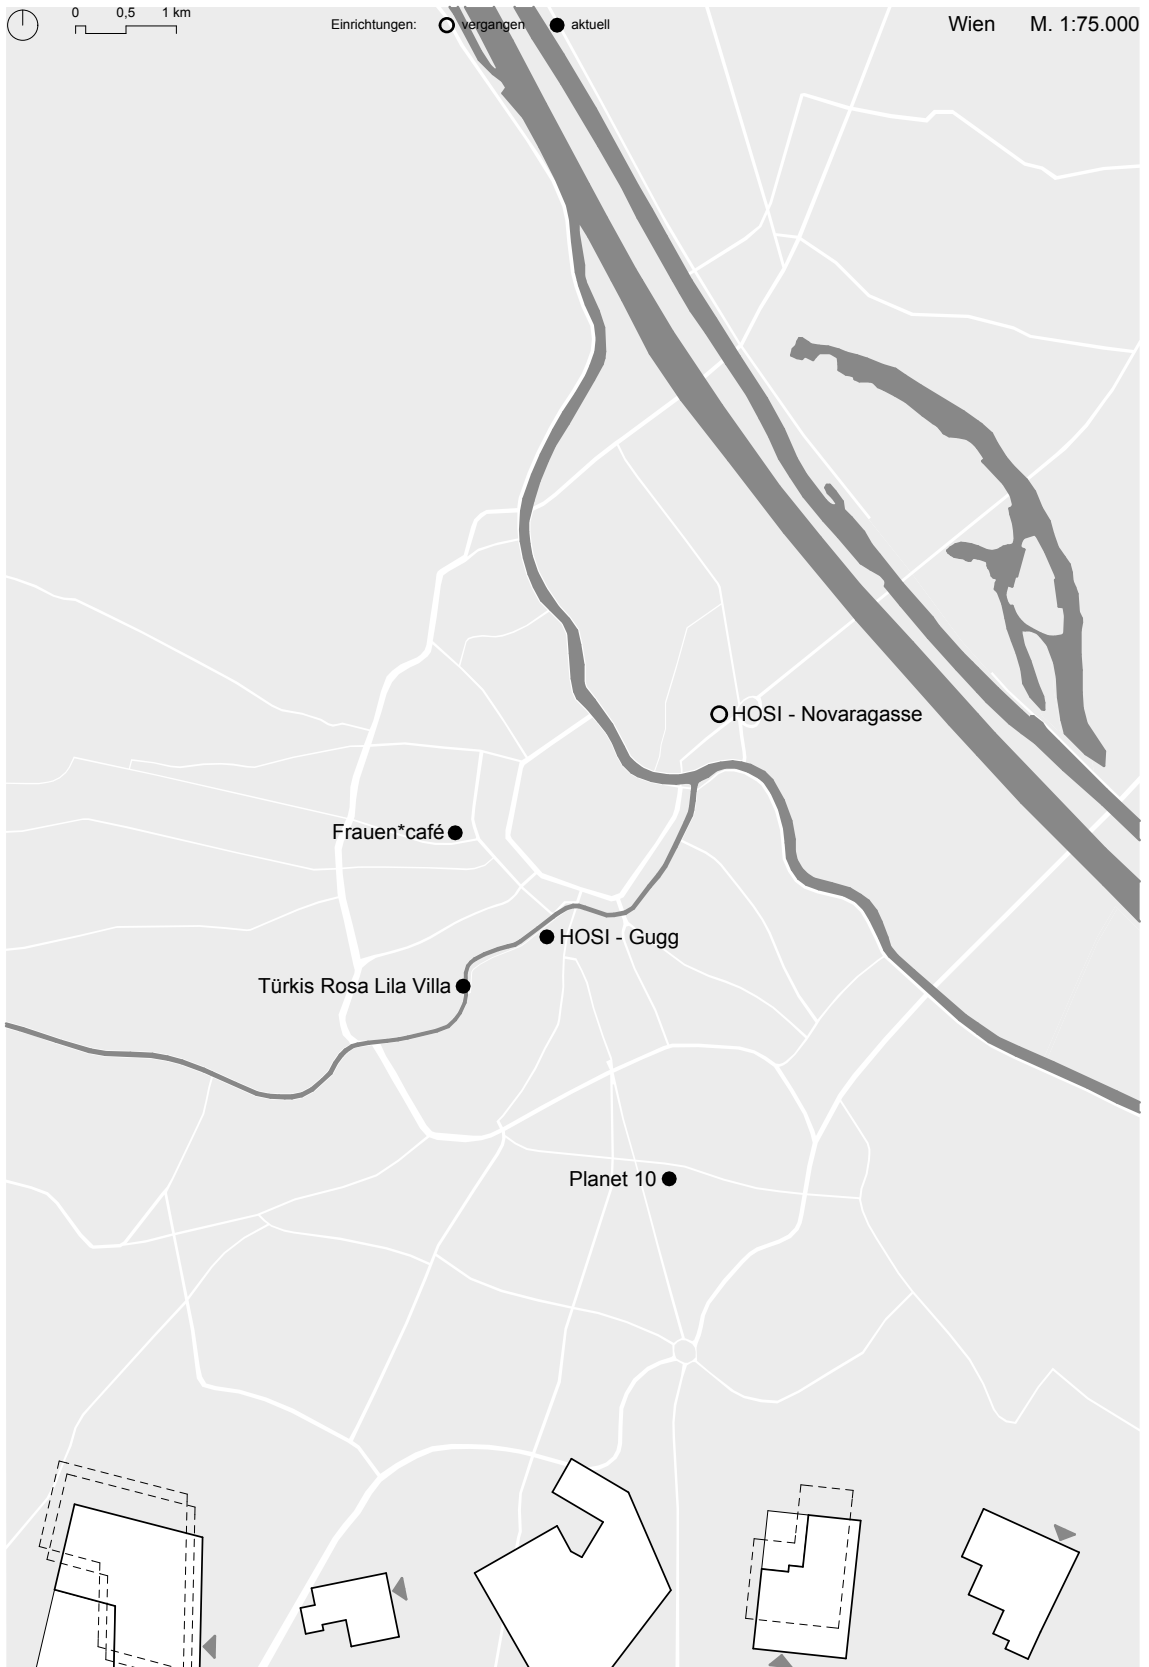 0 0,5 1 km
Einrichtungen: vergangen aktuell
Wien M. 1:75.000
HOSI - Novaragasse
Frauen*café
HOSI - Gugg
Türkis Rosa Lila Villa
Planet 10